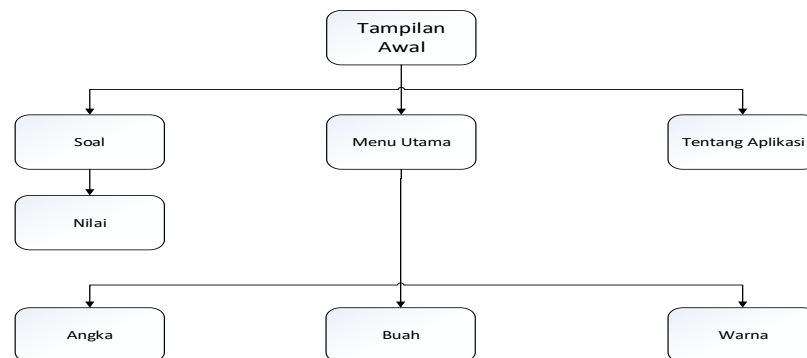 Tampilan
Awal
Soal
Menu Utama
Tentang Aplikasi
Nilai
Angka
Buah
Warna